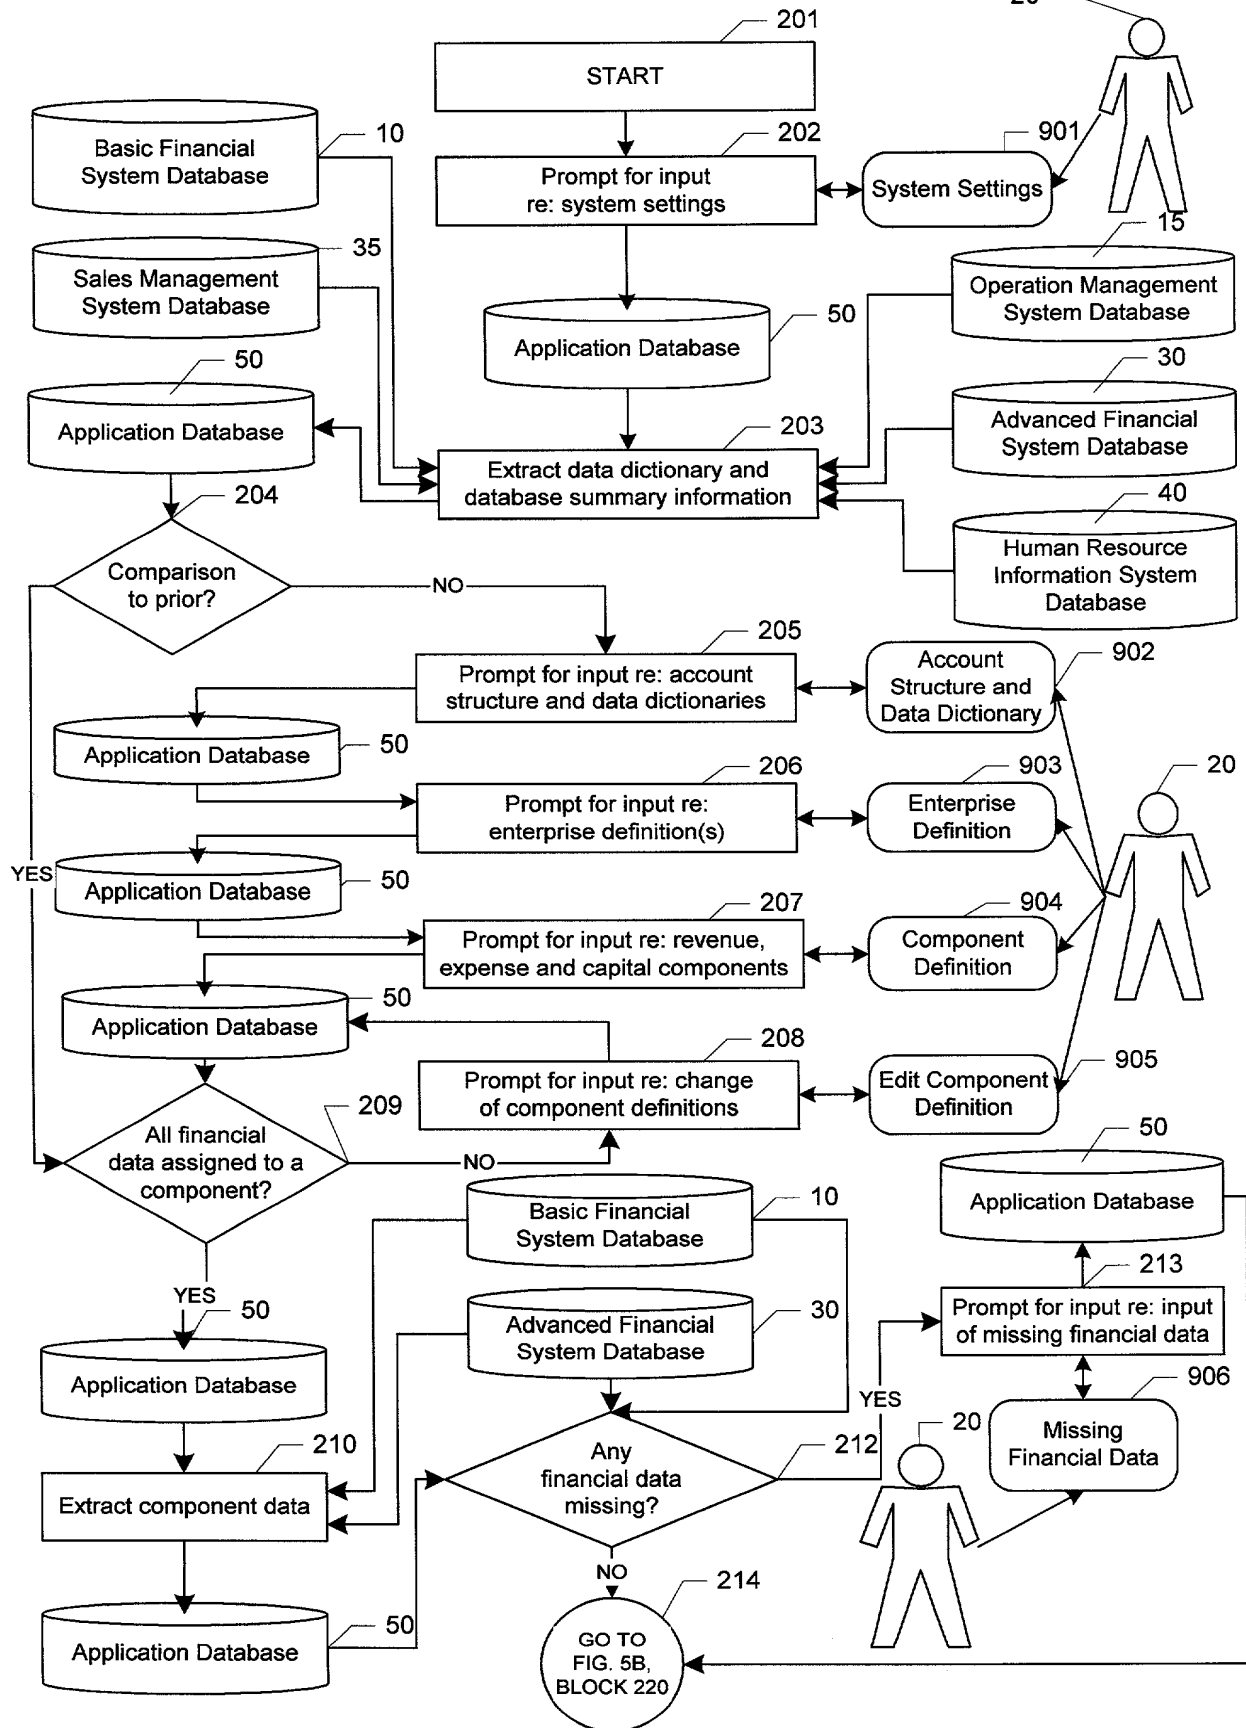 20
201
START
10
Basic Financial
System Database
202
Prompt for input
re: system settings
901
System Settings
35
Sales Management
System Database
15
Operation Management
System Database
50
Application Database
50
Application Database
30
Advanced Financial
System Database
203
Extract data dictionary and
database summary information
204
Comparison
to prior?
NO
40
Human Resource
Information System
Database
205
Prompt for input re: account
structure and data dictionaries
902
Account
Structure and
Data Dictionary
50
Application Database
206
Prompt for input re:
enterprise definition(s)
903
Enterprise
Definition
20
YES
50
Application Database
207
Prompt for input re: revenue,
expense and capital components
904
Component
Definition
50
Application Database
208
Prompt for input re: change
of component definitions
905
Edit Component
Definition
209
All financial
data assigned to a
component?
NO
50
Application Database
10
Basic Financial
System Database
213
Prompt for input re: input
of missing financial data
YES
50
Application Database
30
Advanced Financial
System Database
YES
906
Missing
Financial Data
20
210
Extract component data
212
Any
financial data
missing?
NO
50
Application Database
214
GO TO
FIG. 5B,
BLOCK 220